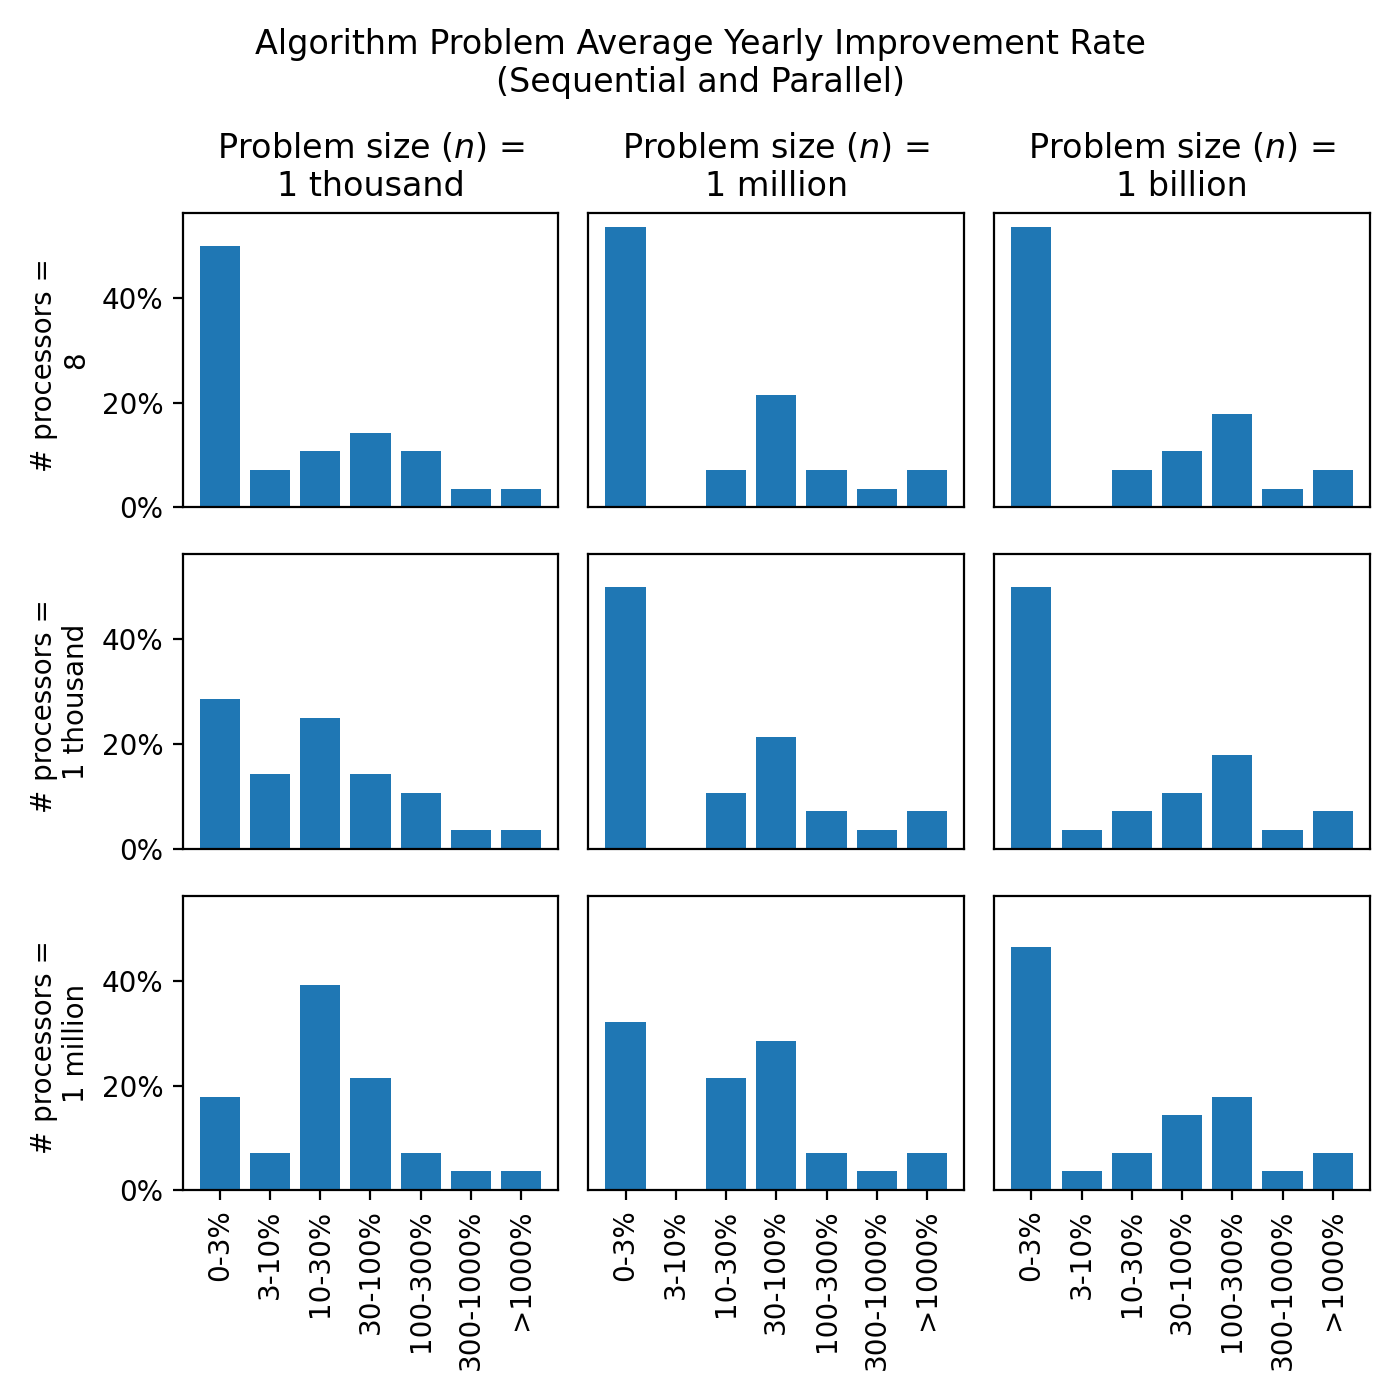 Algorithm Problem Average Yearly Improvement Rate
(Sequential and Parallel)
Problem size (n) =
1 thousand
Problem size (n) =
1 million
Problem size (n) =
1 billion
# processors =
8
40%
20%
0%
# processors =
1 thousand
40%
20%
0%
# processors =
1 million
40%
20%
0%
0-3%
3-10%
10-30%
30-100%
100-300%
300-1000%
>1000%
0-3%
3-10%
10-30%
30-100%
100-300%
300-1000%
>1000%
0-3%
3-10%
10-30%
30-100%
100-300%
300-1000%
>1000%